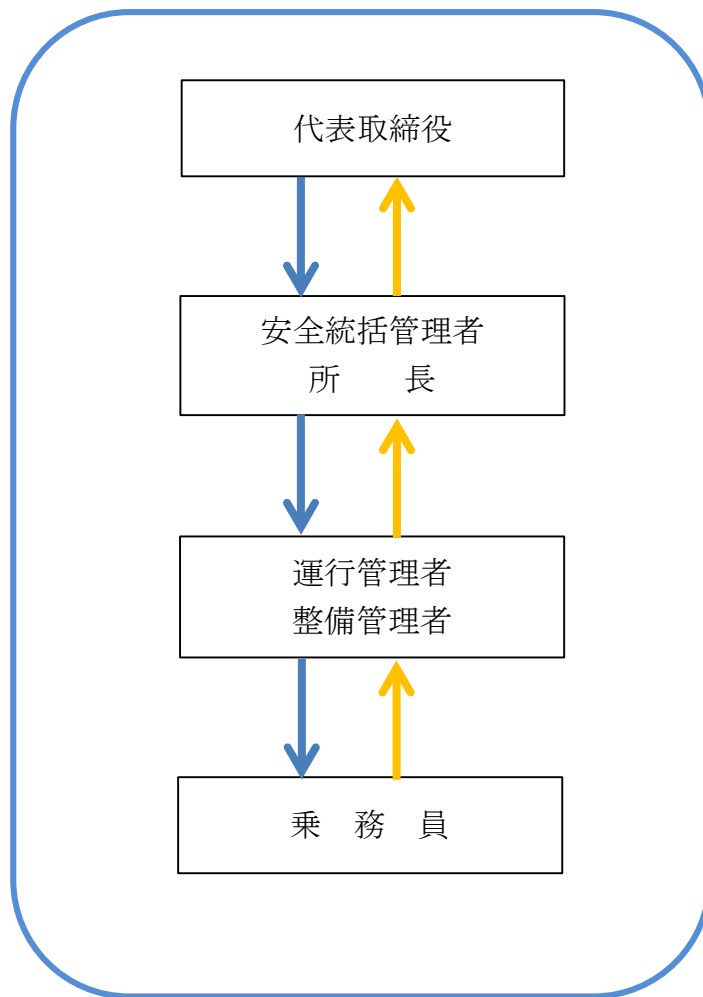 代表取締役
安全統括管理者
所　　長
運行管理者
整備管理者
乗　務　員